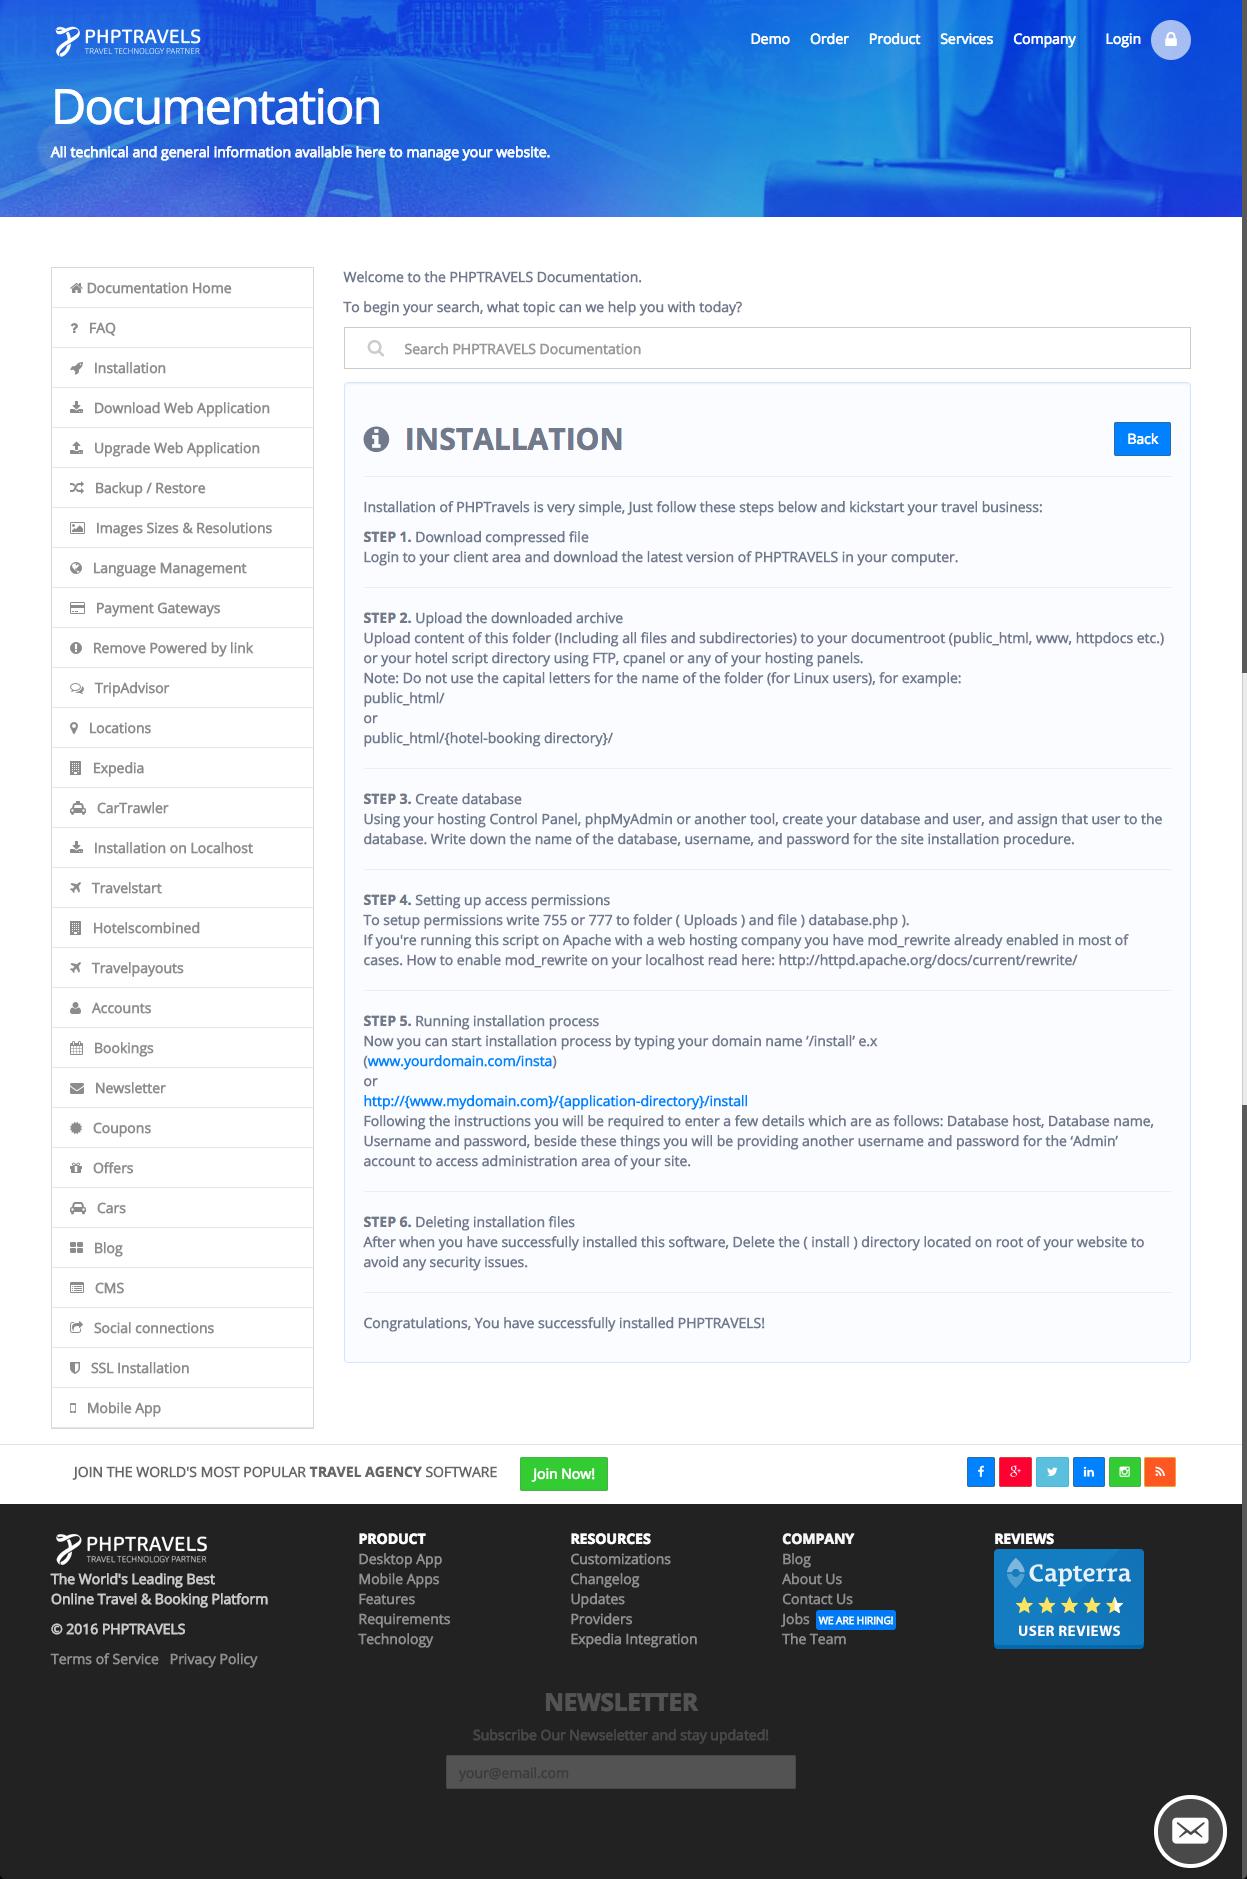 PHPTRAVELS
TRAVEL TECHNOLOGY PARTNER
Demo Order Product Services Company Login
Documentation
All technical and general information available here to manage your website.
Documentation Home
FAQ
Installation
Download Web Application
Upgrade Web Application
Backup / Restore
Images Sizes & Resolutions
Language Management
Payment Gateways
Remove Powered by link
TripAdvisor
Locations
Expedia
CarTrawler
Installation on Localhost
Travelstart
Hotelscombined
Travelpayouts
Accounts
Bookings
Newsletter
Coupons
Offers
Cars
Blog
CMS
Social connections
SSL Installation
Mobile App
Welcome to the PHPTRAVELS Documentation.
To begin your search, what topic can we help you with today?
Search PHPTRAVELS Documentation
INSTALLATION
Back
Installation of PHPTravels is very simple, Just follow these steps below and kickstart your travel business:
STEP 1. Download compressed file
Login to your client area and download the latest version of PHPTRAVELS in your computer.
STEP 2. Upload the downloaded archive
Upload content of this folder (Including all files and subdirectories) to your documentroot (public_html, www, httpdocs etc.)
or your hotel script directory using FTP, cpanel or any of your hosting panels.
Note: Do not use the capital letters for the name of the folder (for Linux users), for example:
public_html/
or
public_html/{hotel-booking directory}/
STEP 3. Create database
Using your hosting Control Panel, phpMyAdmin or another tool, create your database and user, and assign that user to the
database. Write down the name of the database, username, and password for the site installation procedure.
STEP 4. Setting up access permissions
To setup permissions write 755 or 777 to folder ( Uploads ) and file ) database.php ).
If you're running this script on Apache with a web hosting company you have mod_rewrite already enabled in most of
cases. How to enable mod_rewrite on your localhost read here: http://httpd.apache.org/docs/current/rewrite/
STEP 5. Running installation process
Now you can start installation process by typing your domain name ‘/install’ e.x
(www.yourdomain.com/insta)
or
http://{www.mydomain.com}/{application-directory}/install
Following the instructions you will be required to enter a few details which are as follows: Database host, Database name,
Username and password, beside these things you will be providing another username and password for the ‘Admin’
account to access administration area of your site.
STEP 6. Deleting installation files
After when you have successfully installed this software, Delete the ( install ) directory located on root of your website to
avoid any security issues.
Congratulations, You have successfully installed PHPTRAVELS!
JOIN THE WORLD'S MOST POPULAR TRAVEL AGENCY SOFTWARE
Join Now!
PHPTRAVELS
TRAVEL TECHNOLOGY PARTNER
The World's Leading Best
Online Travel & Booking Platform
© 2016 PHPTRAVELS
Terms of Service Privacy Policy
PRODUCT
Desktop App
Mobile Apps
Features
Requirements
Technology
RESOURCES
Customizations
Changelog
Updates
Providers
Expedia Integration
COMPANY
Blog
About Us
Contact Us
Jobs WE ARE HIRING!
The Team
REVIEWS
Capterra
USER REVIEWS
NEWSLETTER
Subscribe Our Newseletter and stay updated!
your@email.com